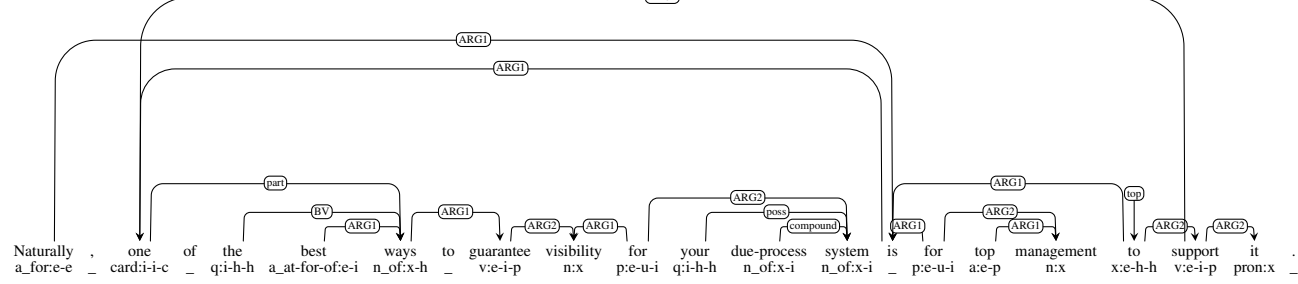 ARG1
ARG1
part
ARG1
ARG2
top
BV
ARG1
poss
ARG2
ARG1
ARG2
ARG1
compound
ARG1
ARG1
ARG2
ARG2
Naturally , one of the best ways to guarantee visibility for your due-process system is for top management to support it .
a_for:e-e _ card:i-i-c _ q:i-h-h a_at-for-of:e-i n_of:x-h _ v:e-i-p n:x p:e-u-i q:i-h-h n_of:x-i n_of:x-i _ p:e-u-i a:e-p n:x x:e-h-h v:e-i-p pron:x _